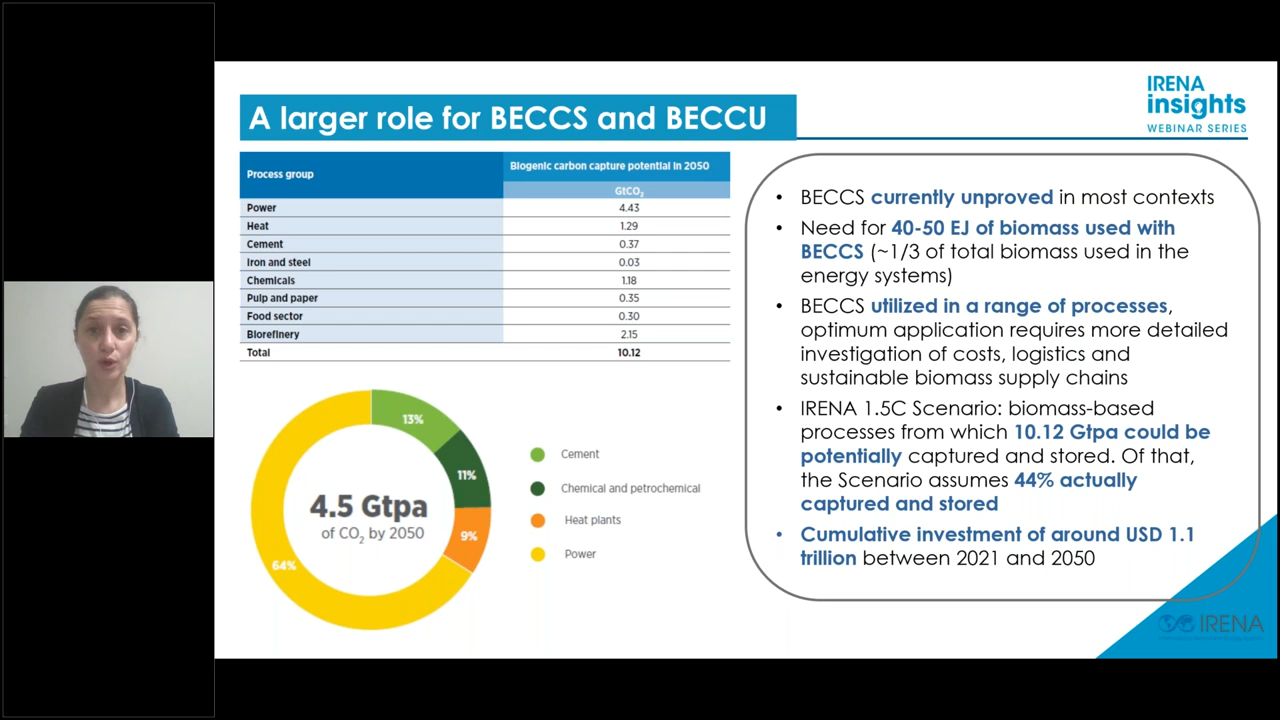 IRENA
insights
WEBINAR SERIES
A larger role for BECCS and BECCU
Process group
Biogenic carbon capture potential in 2050
GtCO₂
Power 4.43
Heat 1.29
Cement 0.37
Iron and steel 0.03
Chemicals 1.18
Pulp and paper 0.35
Food sector 0.30
Biorefinery 2.15
Total 10.12
13%
11%
9%
64%
4.5 Gtpa
of CO₂ by 2050
Cement
Chemical and petrochemical
Heat plants
Power
• BECCS currently unproved in most contexts
• Need for 40-50 EJ of biomass used with
BECCS (~1/3 of total biomass used in the
energy systems)
• BECCS utilized in a range of processes,
optimum application requires more detailed
investigation of costs, logistics and
sustainable biomass supply chains
• IRENA 1.5C Scenario: biomass-based
processes from which 10.12 Gtpa could be
potentially captured and stored. Of that,
the Scenario assumes 44% actually
captured and stored
• Cumulative investment of around USD 1.1
trillion between 2021 and 2050
IRENA